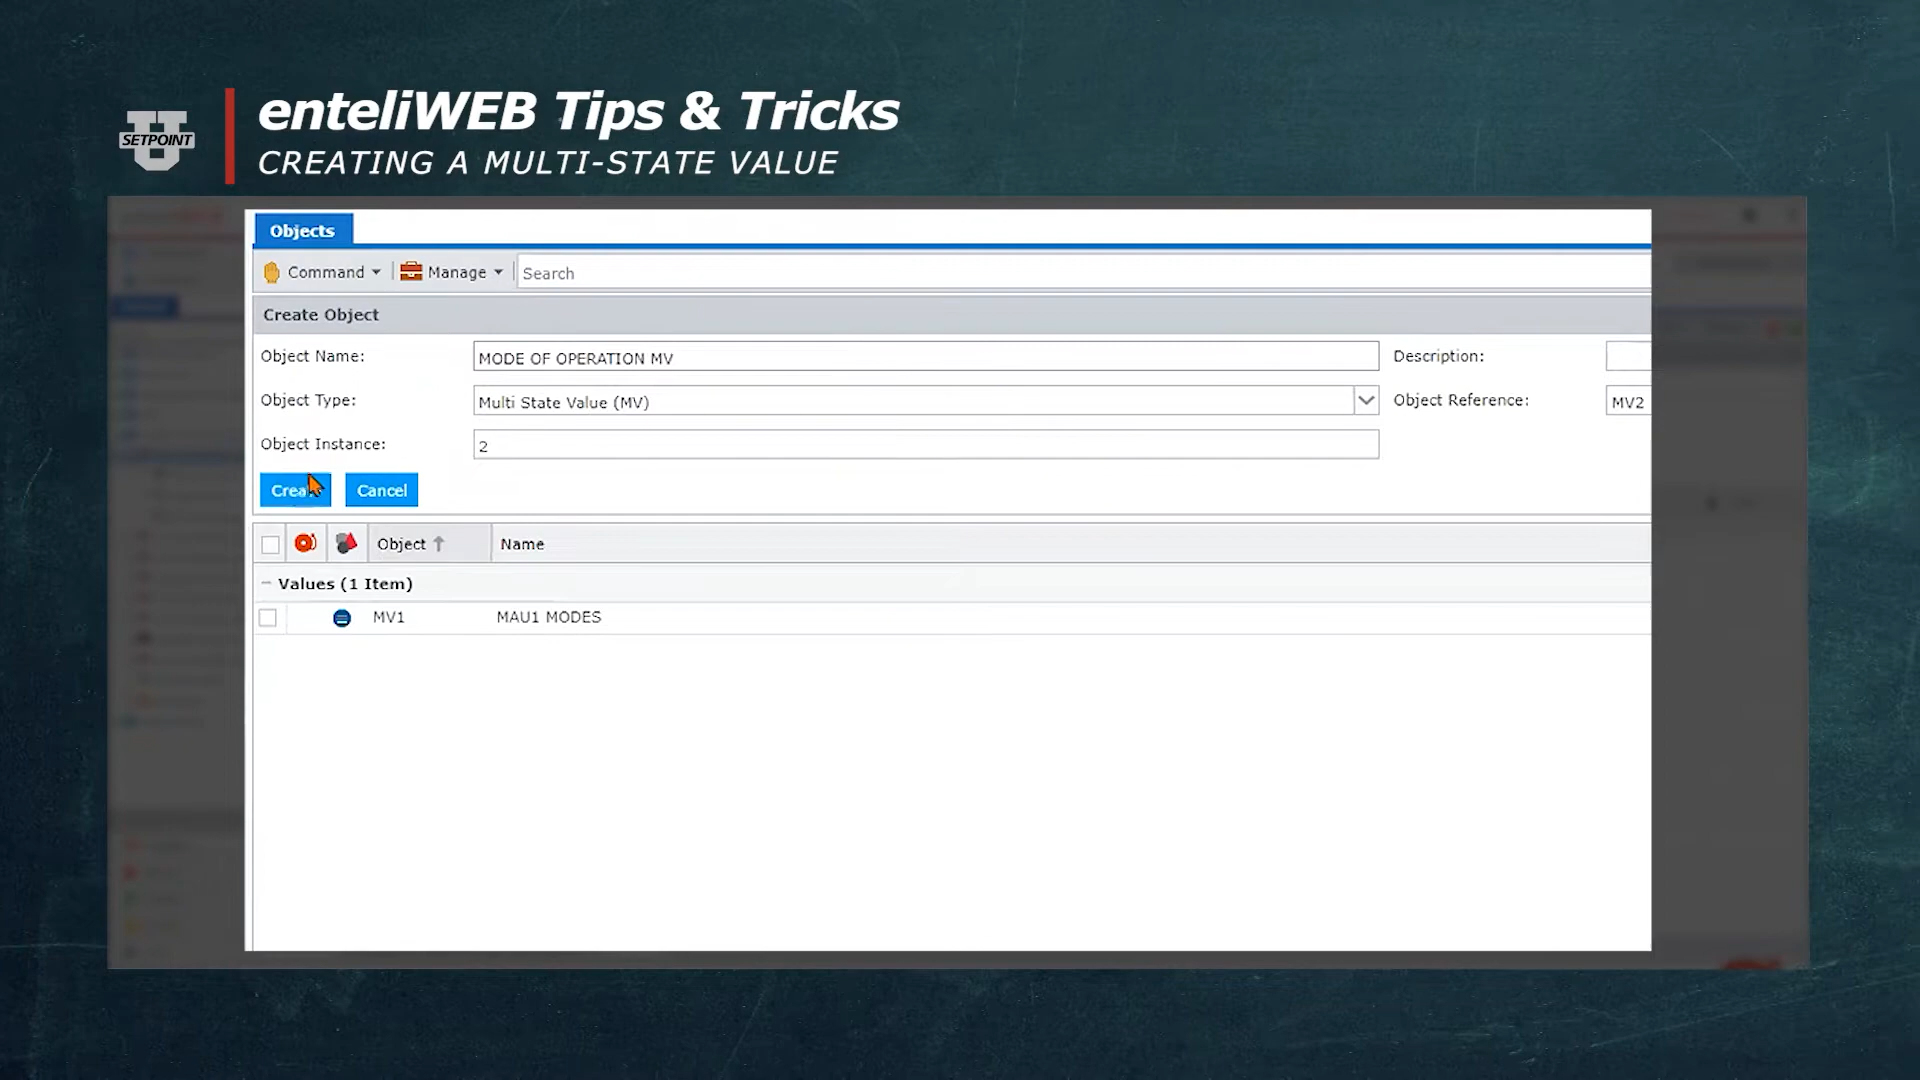 U
SETPOINT
enteliWEB Tips & Tricks
CREATING A MULTI-STATE VALUE
Objects
Command
Manage
Search
Create Object
Object Name:
MODE OF OPERATION MV
Description:
Object Type:
Multi State Value (MV)
Object Reference:
MV2
Object Instance:
2
Cancel
Object
Name
Values (1 Item)
MV1
MAU1 MODES